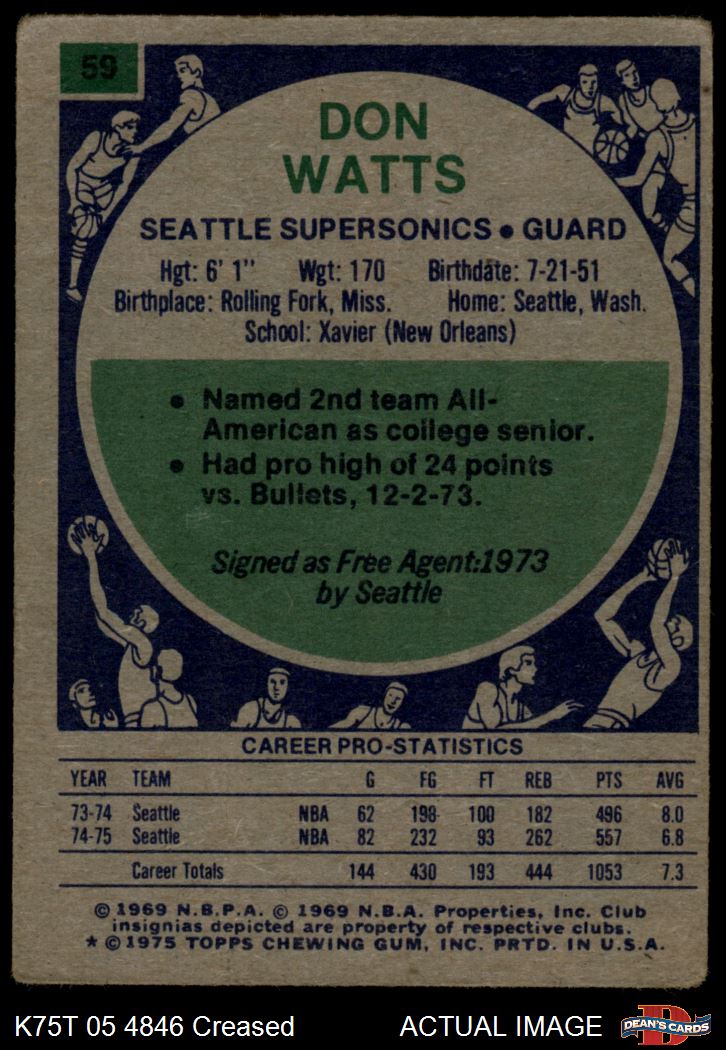 59
DON
WATTS
SEATTLE SUPERSONICS • GUARD
Hgt: 6' 1" Wgt: 170 Birthdate: 7-21-51
Birthplace: Rolling Fork, Miss. Home: Seattle, Wash.
School: Xavier (New Orleans)
• Named 2nd team All-
American as college senior.
• Had pro high of 24 points
vs. Bullets, 12-2-73.
Signed as Free Agent:1973
by Seattle
CAREER PRO-STATISTICS
YEAR TEAM G FG FT REB PTS AVG
73-74 Seattle NBA 62 198 100 182 496 8.0
74-75 Seattle NBA 82 232 93 262 557 6.8
Career Totals 144 430 193 444 1053 7.3
© 1969 N.B.P.A. © 1969 N.B.A. Properties, Inc. Club
insignias depicted are property of respective clubs.
* © 1975 TOPPS CHEWING GUM, INC. PRTD. IN U.S.A.
K75T 05 4846 Creased ACTUAL IMAGE
D
DEAN'S CARDS